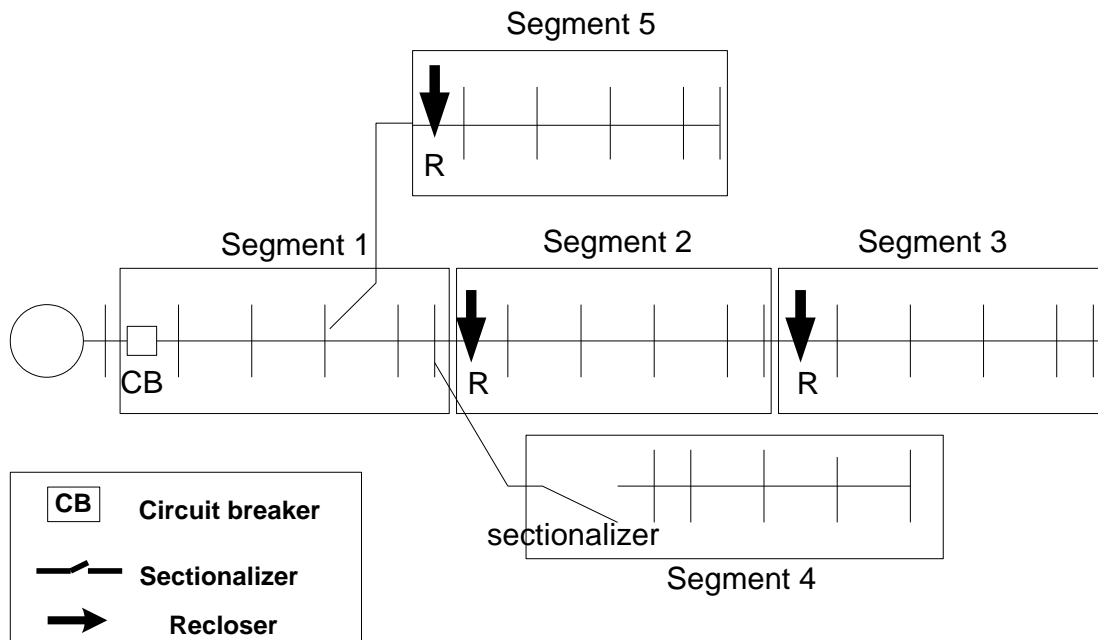 Segment 5
R
Segment 1
Segment 2
Segment 3
CB
R
R
sectionalizer
Segment 4
CB
Circuit breaker
Sectionalizer
Recloser